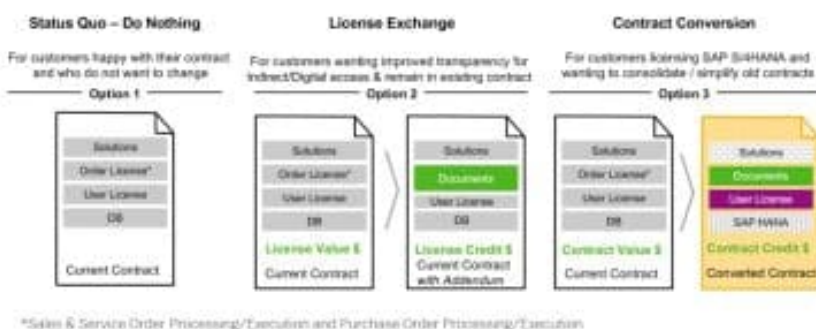 Status Quo – Do Nothing
For customers happy with their contract
and who do not want to change
Option 1
Solutions
Order License*
User License
DB
Current Contract
License Exchange
For customers wanting improved transparency for
Indirect/Digital access & remain in existing contract
Option 2
Solutions
Order License*
User License
DB
License Value $
Current Contract
Solutions
Documents
User License
DB
License Credit $
Current Contract
with Addendum
Contract Conversion
For customers licensing SAP S/4HANA and
wanting to consolidate / simplify old contracts
Option 3
Solutions
Order License*
User License
DB
Contract Value $
Current Contract
Solutions
Documents
User License
SAP HANA
Contract Credit $
Converted Contract
*Sales & Service Order Processing/Execution and Purchase Order Processing/Execution